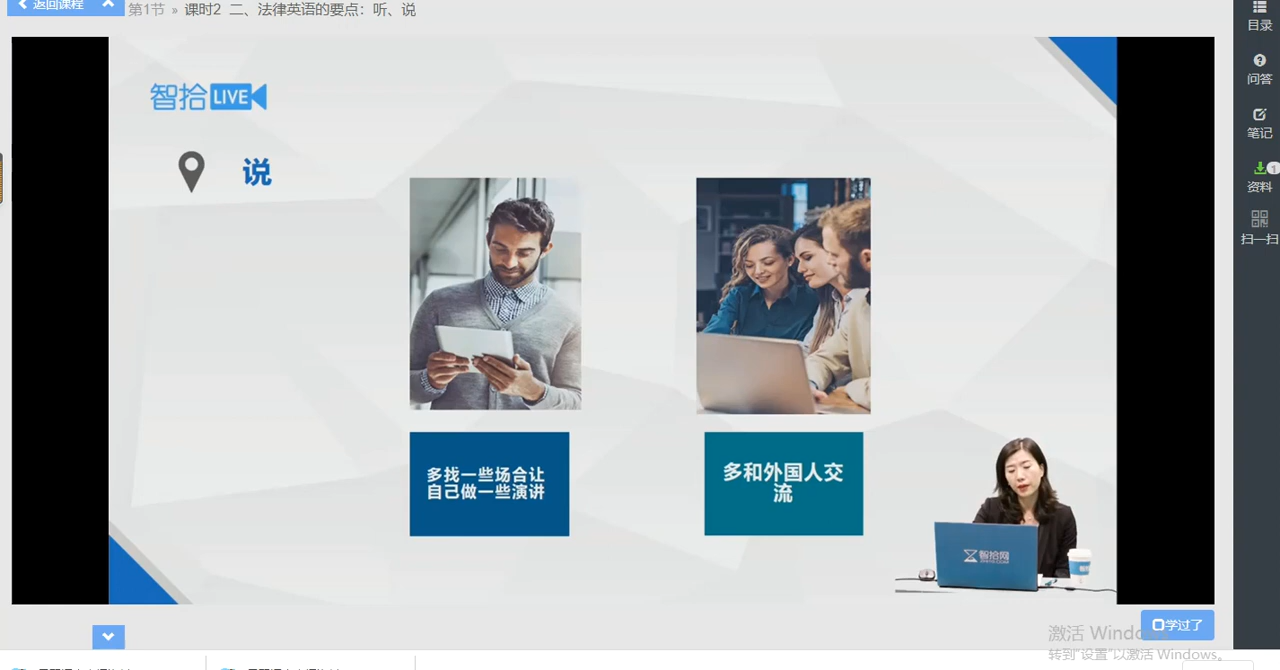 返回课程
第1节 » 课时2 二、法律英语的要点：听、说
目录
问答
笔记
1
资料
扫一扫
智拾LIVE
说
多找一些场合让
自己做一些演讲
多和外国人交
流
智拾网
学过了
激活 Windows
转到"设置"以激活 Windows。